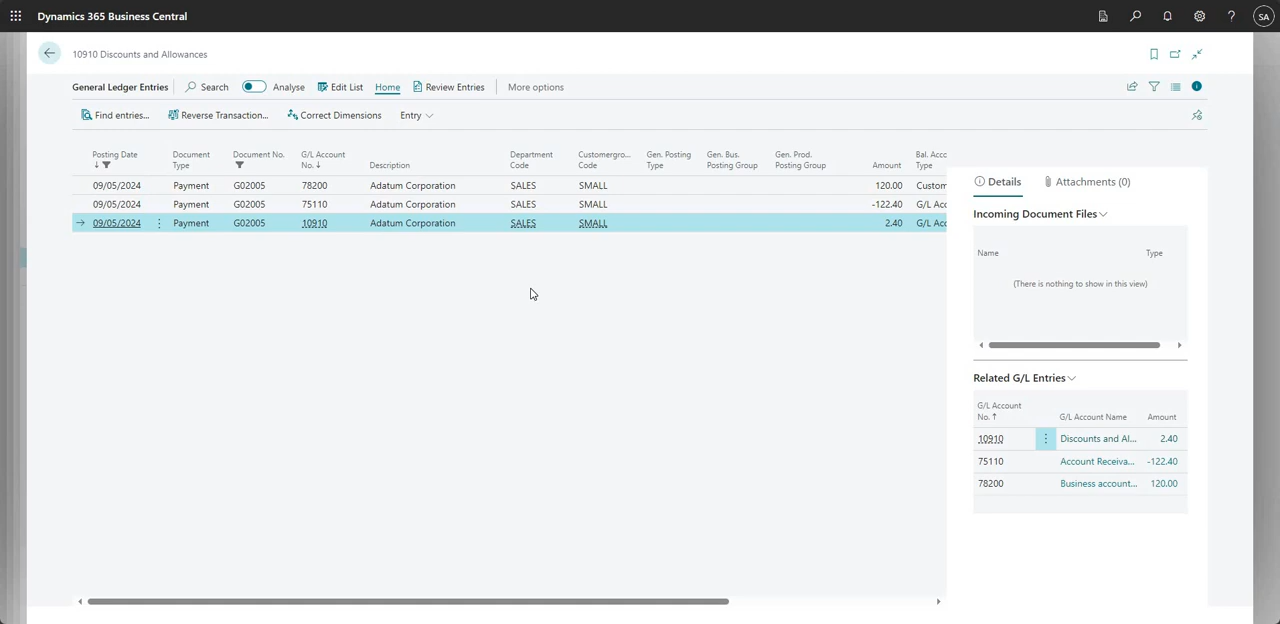 Dynamics 365 Business Central
SA
10910 Discounts and Allowances
General Ledger Entries Search Analyse Edit List Home Review Entries More options
Find entries... Reverse Transaction... Correct Dimensions Entry
Posting Date ↓ Document Type Document No. G/L Account No. ↓ Description Department Code Customergro... Code Gen. Posting Type Gen. Bus. Posting Group Gen. Prod. Posting Group Amount Bal. Acco Type
09/05/2024 Payment G02005 78200 Adatum Corporation SALES SMALL 120.00 Custom
09/05/2024 Payment G02005 75110 Adatum Corporation SALES SMALL -122.40 G/L Acc
→ 09/05/2024 Payment G02005 10910 Adatum Corporation SALES SMALL 2.40 G/L Acc
Details Attachments (0)
Incoming Document Files
Name Type
(There is nothing to show in this view)
Related G/L Entries
G/L Account No. ↑ G/L Account Name Amount
10910 Discounts and Al... 2.40
75110 Account Receiva... -122.40
78200 Business account... 120.00